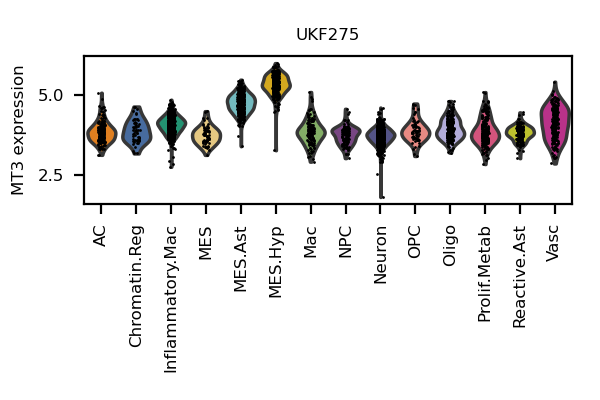 UKF275
MT3 expression
5.0
2.5
AC
Chromatin.Reg
Inflammatory.Mac
MES
MES.Ast
MES.Hyp
Mac
NPC
Neuron
OPC
Oligo
Prolif.Metab
Reactive.Ast
Vasc